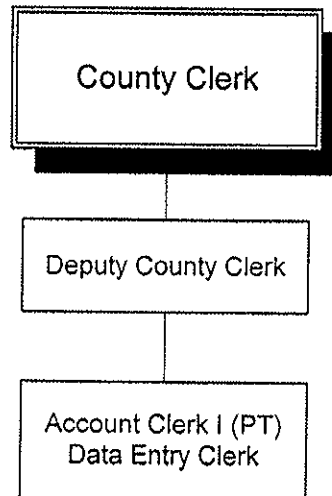 County Clerk
Deputy County Clerk
Account Clerk I (PT)
Data Entry Clerk